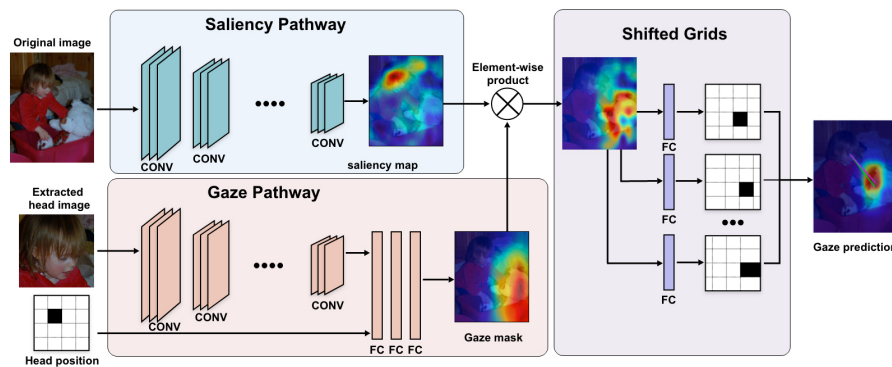 Saliency Pathway
Original image
CONV
CONV
CONV
saliency map
Element-wise
product
Gaze Pathway
Extracted
head image
CONV
CONV
CONV
FC FC FC
Gaze mask
Head position
Shifted Grids
FC
FC
FC
Gaze prediction